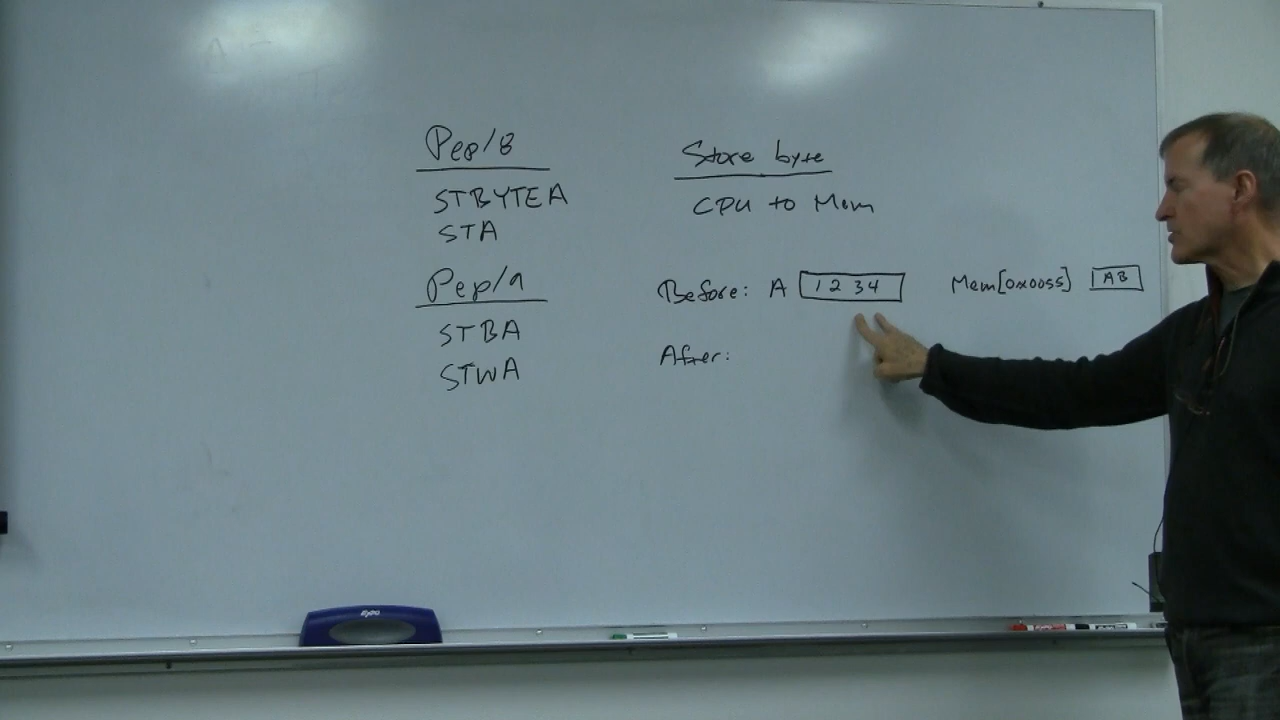 Pep/8
STBYTEA
STA
Pep/9
STBA
STWA
Store byte
CPU to Mem
Before: A 1234 Mem[0x0055] AB
After:
EXPO